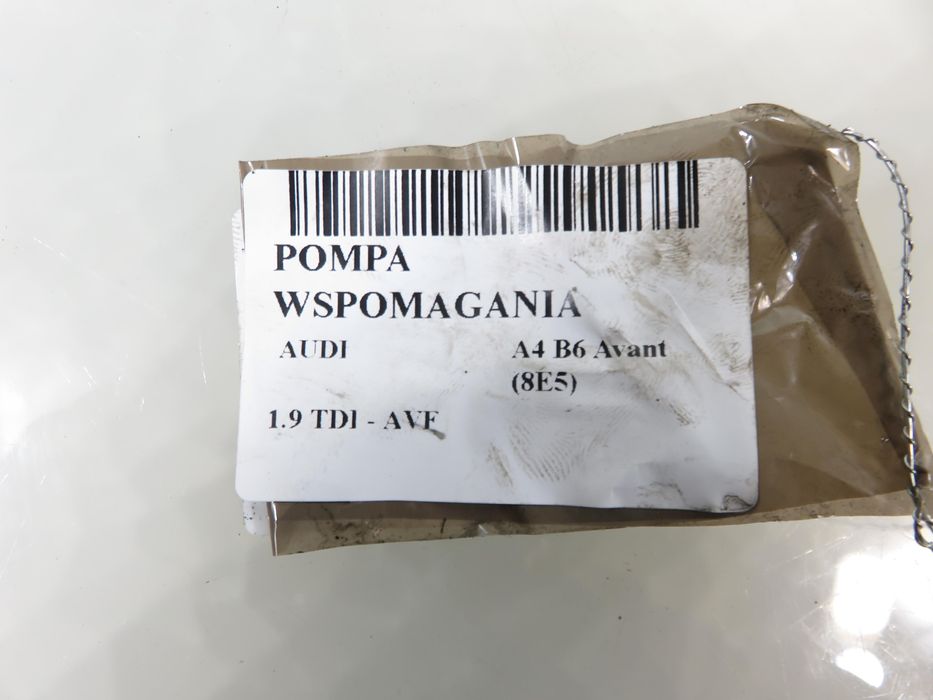 POMPA
WSPOMAGANIA
AUDI A4 B6 Avant
(8E5)
1.9 TDI - AVF